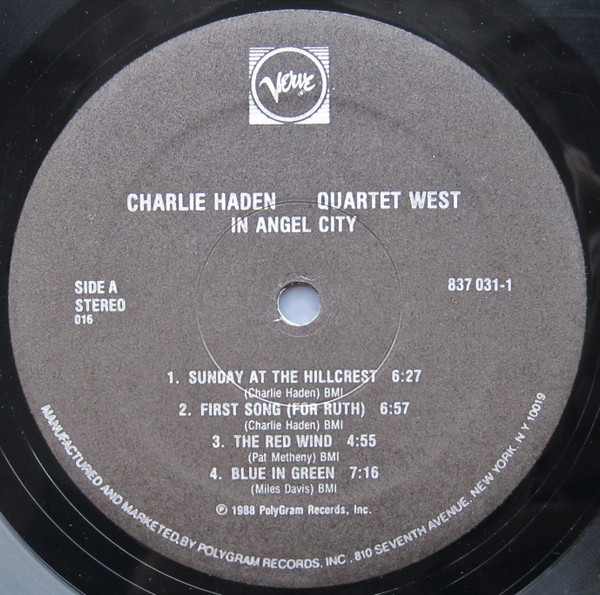 Verve
CHARLIE HADEN QUARTET WEST
IN ANGEL CITY
SIDE A
STEREO
016
837 031-1
1. SUNDAY AT THE HILLCREST 6:27
(Charlie Haden) BMI
2. FIRST SONG (FOR RUTH) 6:57
(Charlie Haden) BMI
3. THE RED WIND 4:55
(Pat Metheny) BMI
4. BLUE IN GREEN 7:16
(Miles Davis) BMI
℗ 1988 PolyGram Records, Inc.
MANUFACTURED AND MARKETED.BY POLYGRAM RECORDS, INC. 810 SEVENTH AVENUE, NEW YORK. N Y 10019